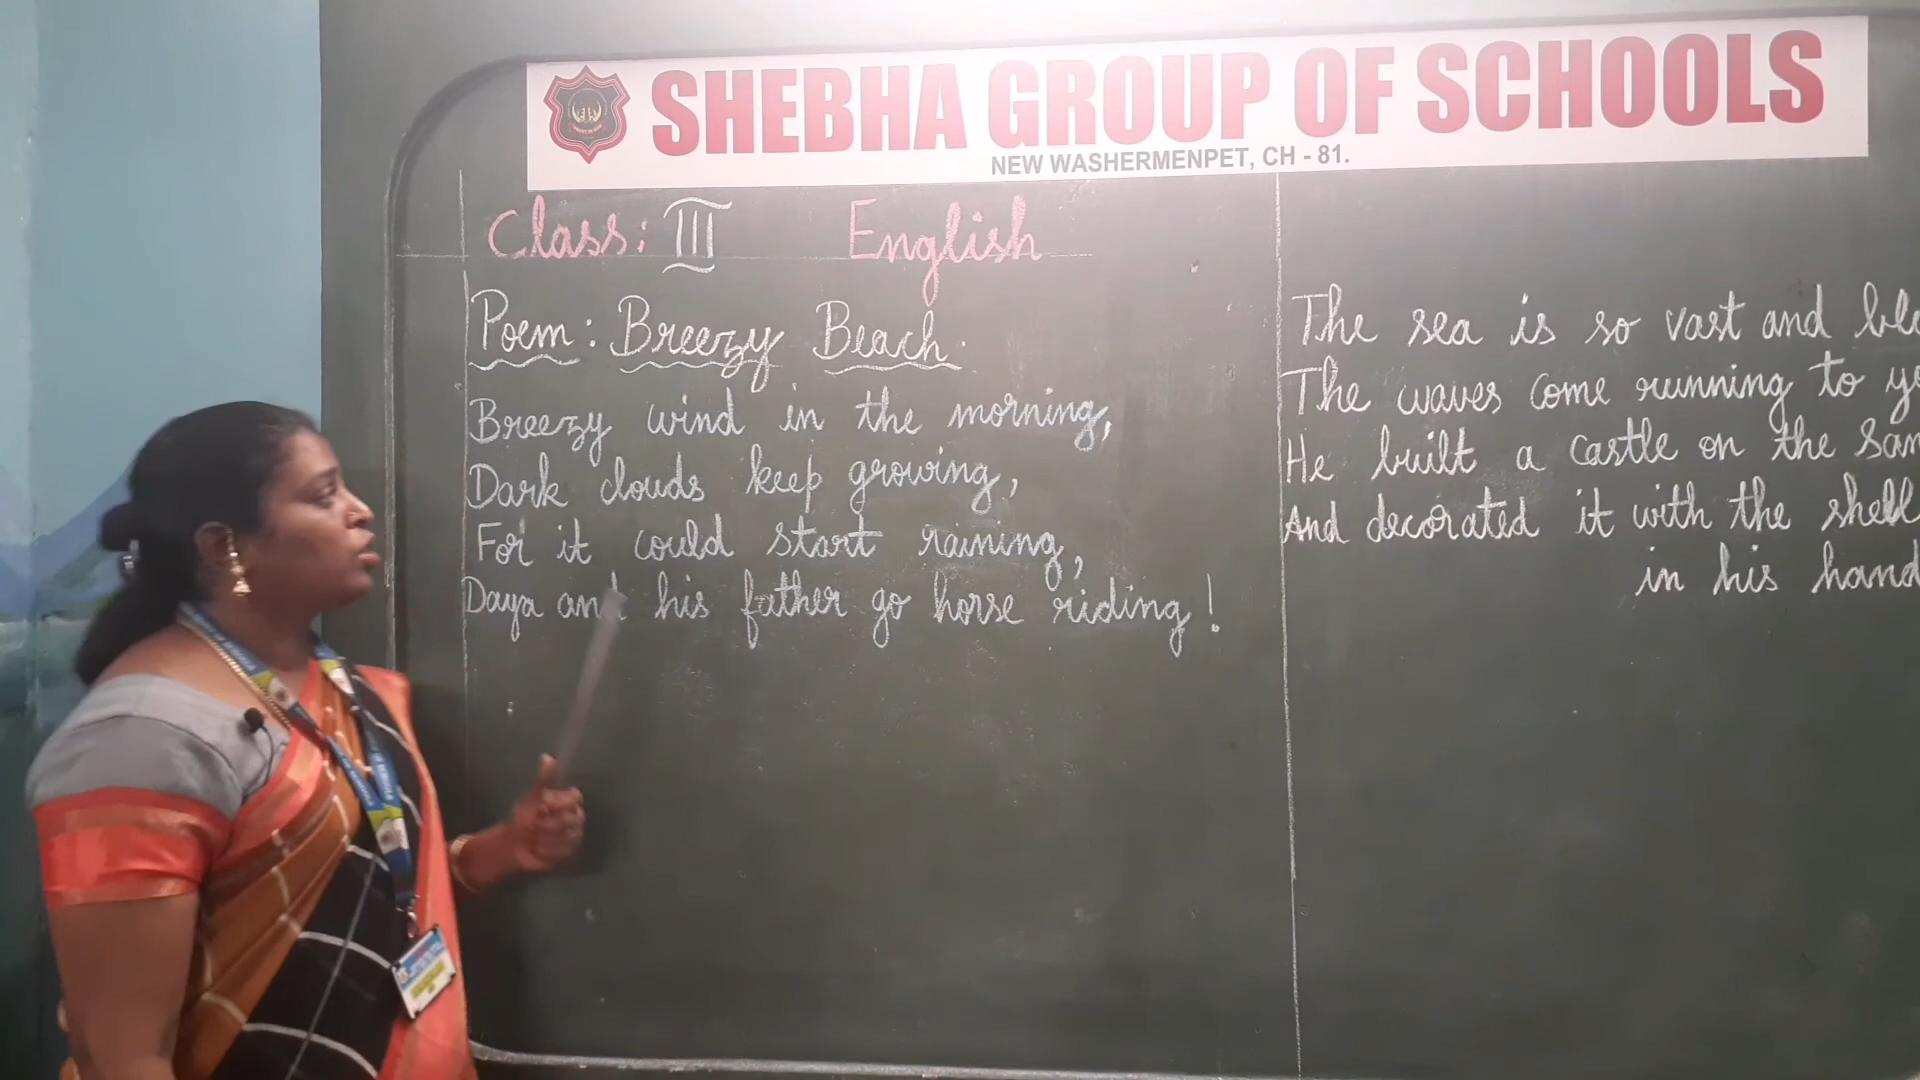 SHEBHA GROUP OF SCHOOLS
NEW WASHERMENPET, CH - 81.
Class: III English
Poem: Breezy Beach.
Breezy wind in the morning,
Dark clouds keep growing,
For it could start raining,
Daya and his father go horse riding!
The sea is so vast and
The waves come running to
He built a castle on the
And decorated it with the shell
in his hand